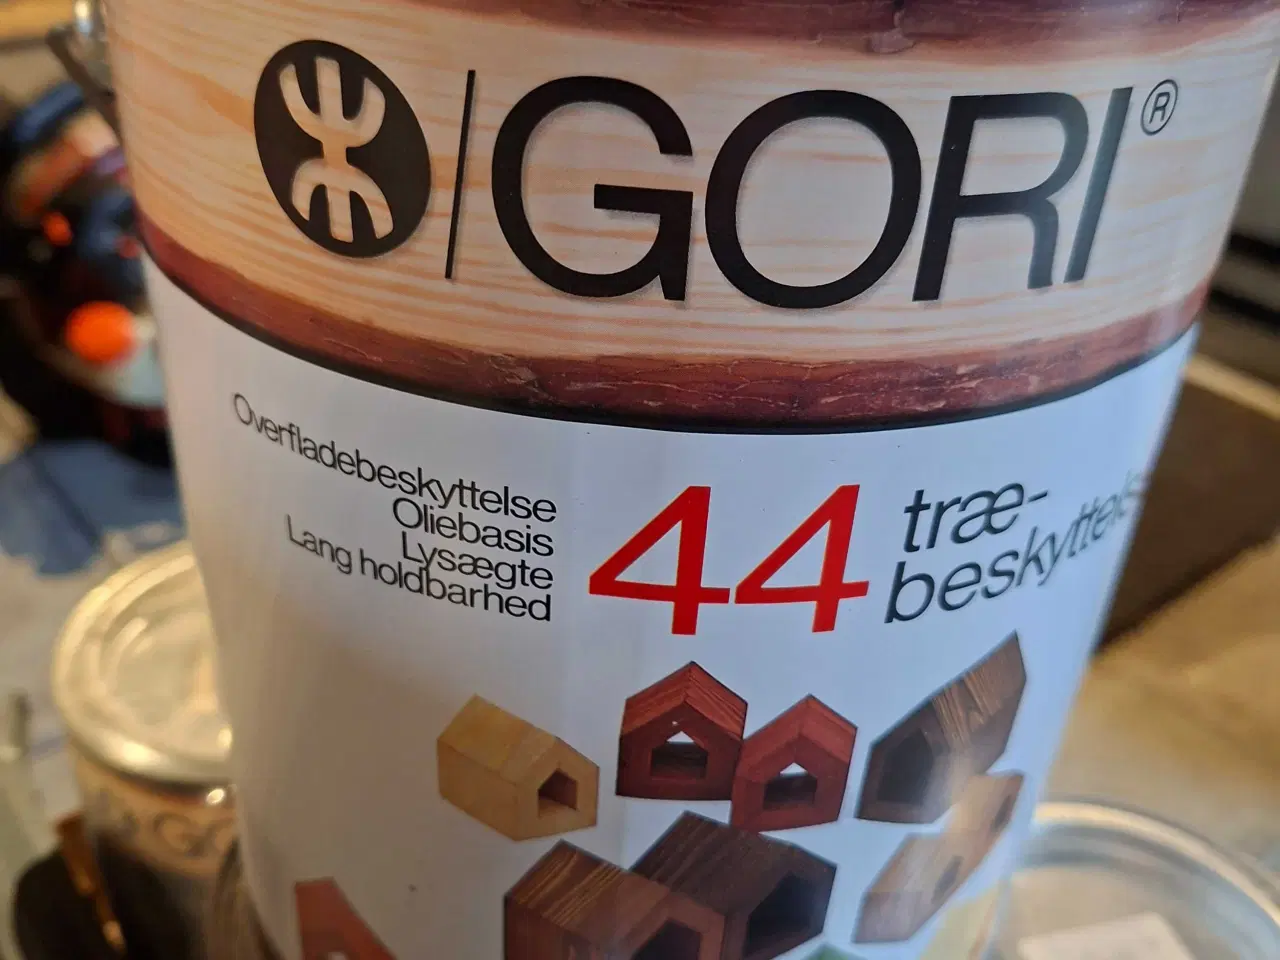 GORI®
Overfladebeskyttelse
Oliebasis
Lysægte
Lang holdbarhed
44
træ-
beskyttelse